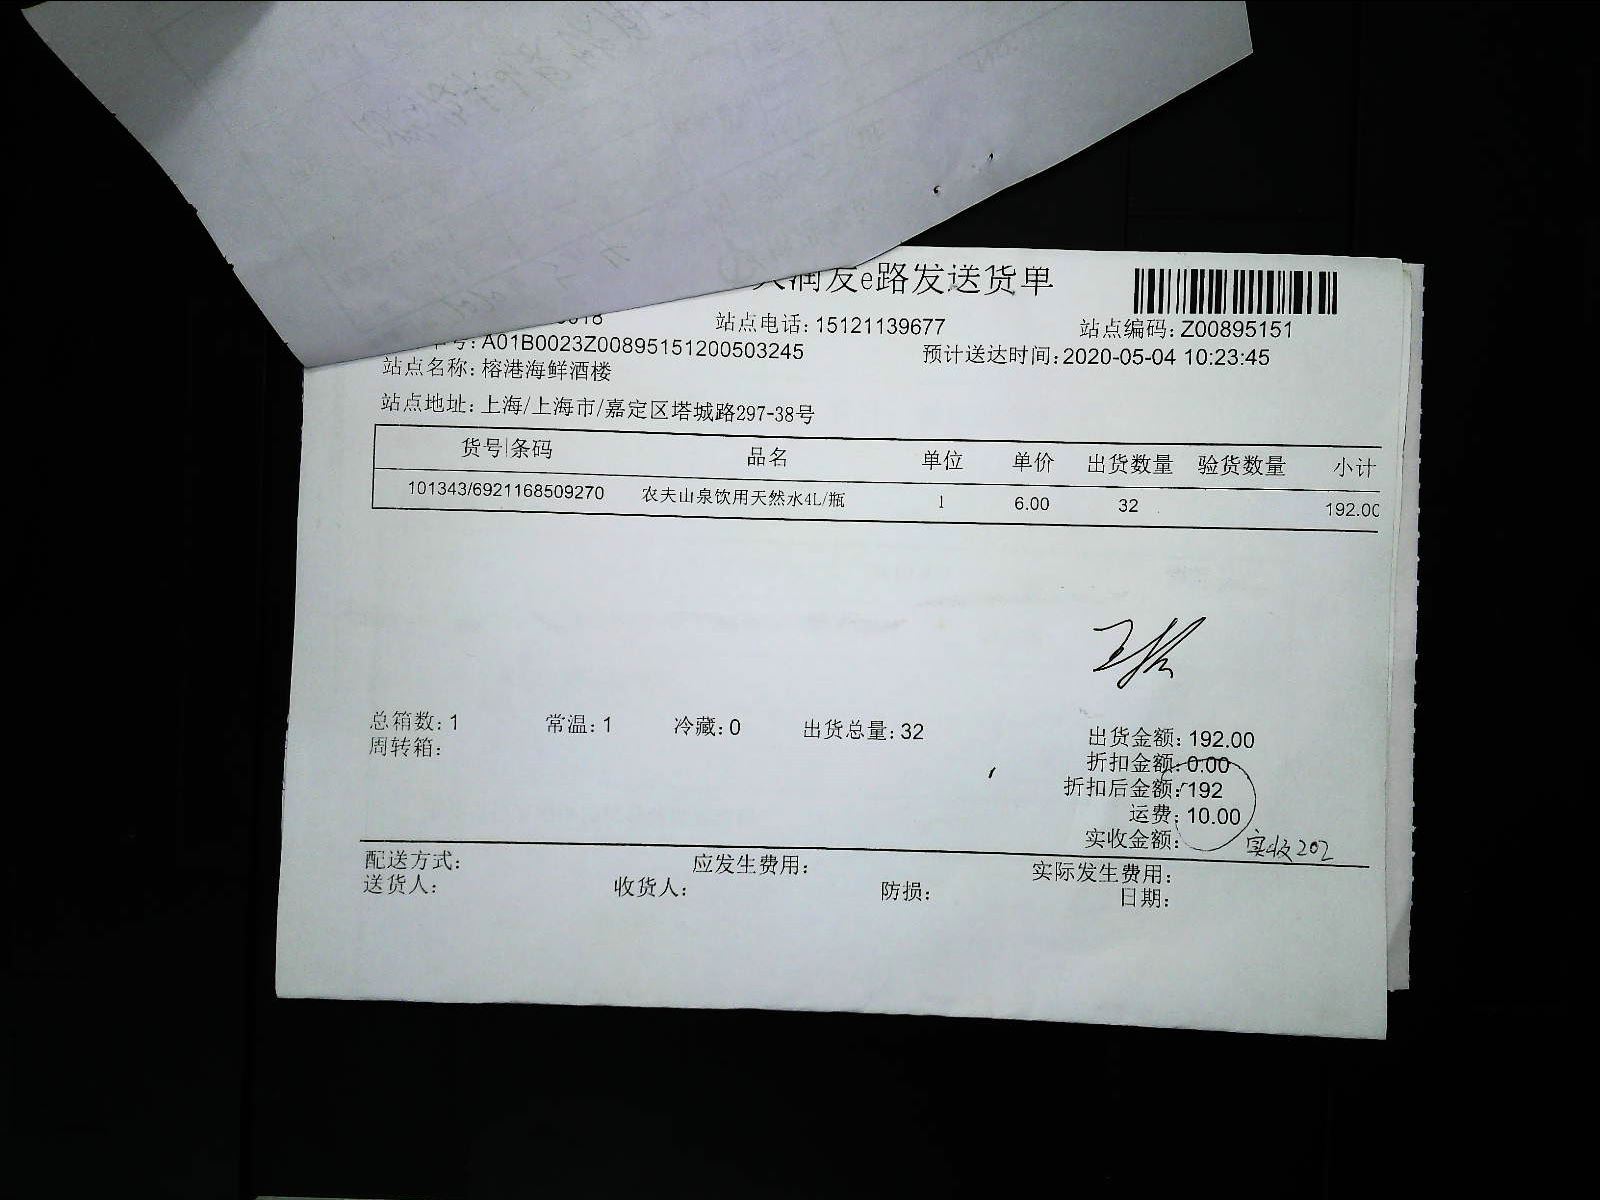 润发e路发送货单
站点电话：15121139677
站点编码：Z00895151
号：A01B0023Z00895151200503245
预计送达时间：2020-05-04 10:23:45
站点名称：榕港海鲜酒楼
站点地址：上海/上海市/嘉定区塔城路297-38号
货号|条码 品名 单位 单价 出货数量 验货数量 小计
101343/6921168509270 农夫山泉饮用天然水4L/瓶 1 6.00 32 192.00
总箱数：1 常温：1 冷藏：0 出货总量：32
周转箱：
出货金额：192.00
折扣金额：0.00
折扣后金额：192
运费：10.00
实收金额：
实收202
配送方式： 应发生费用： 实际发生费用：
送货人： 收货人： 防损： 日期：